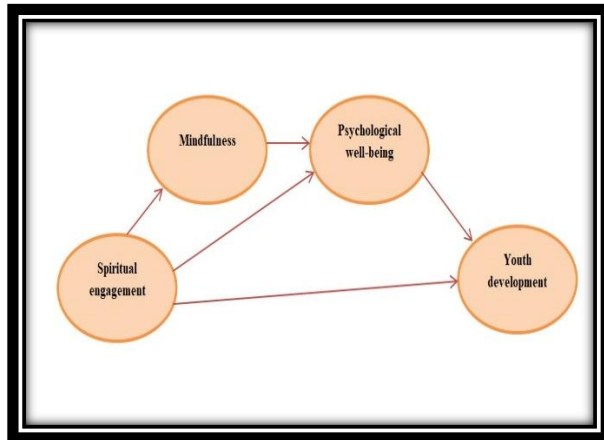 Mindfulness
Psychological
well-being
Spiritual
engagement
Youth
development